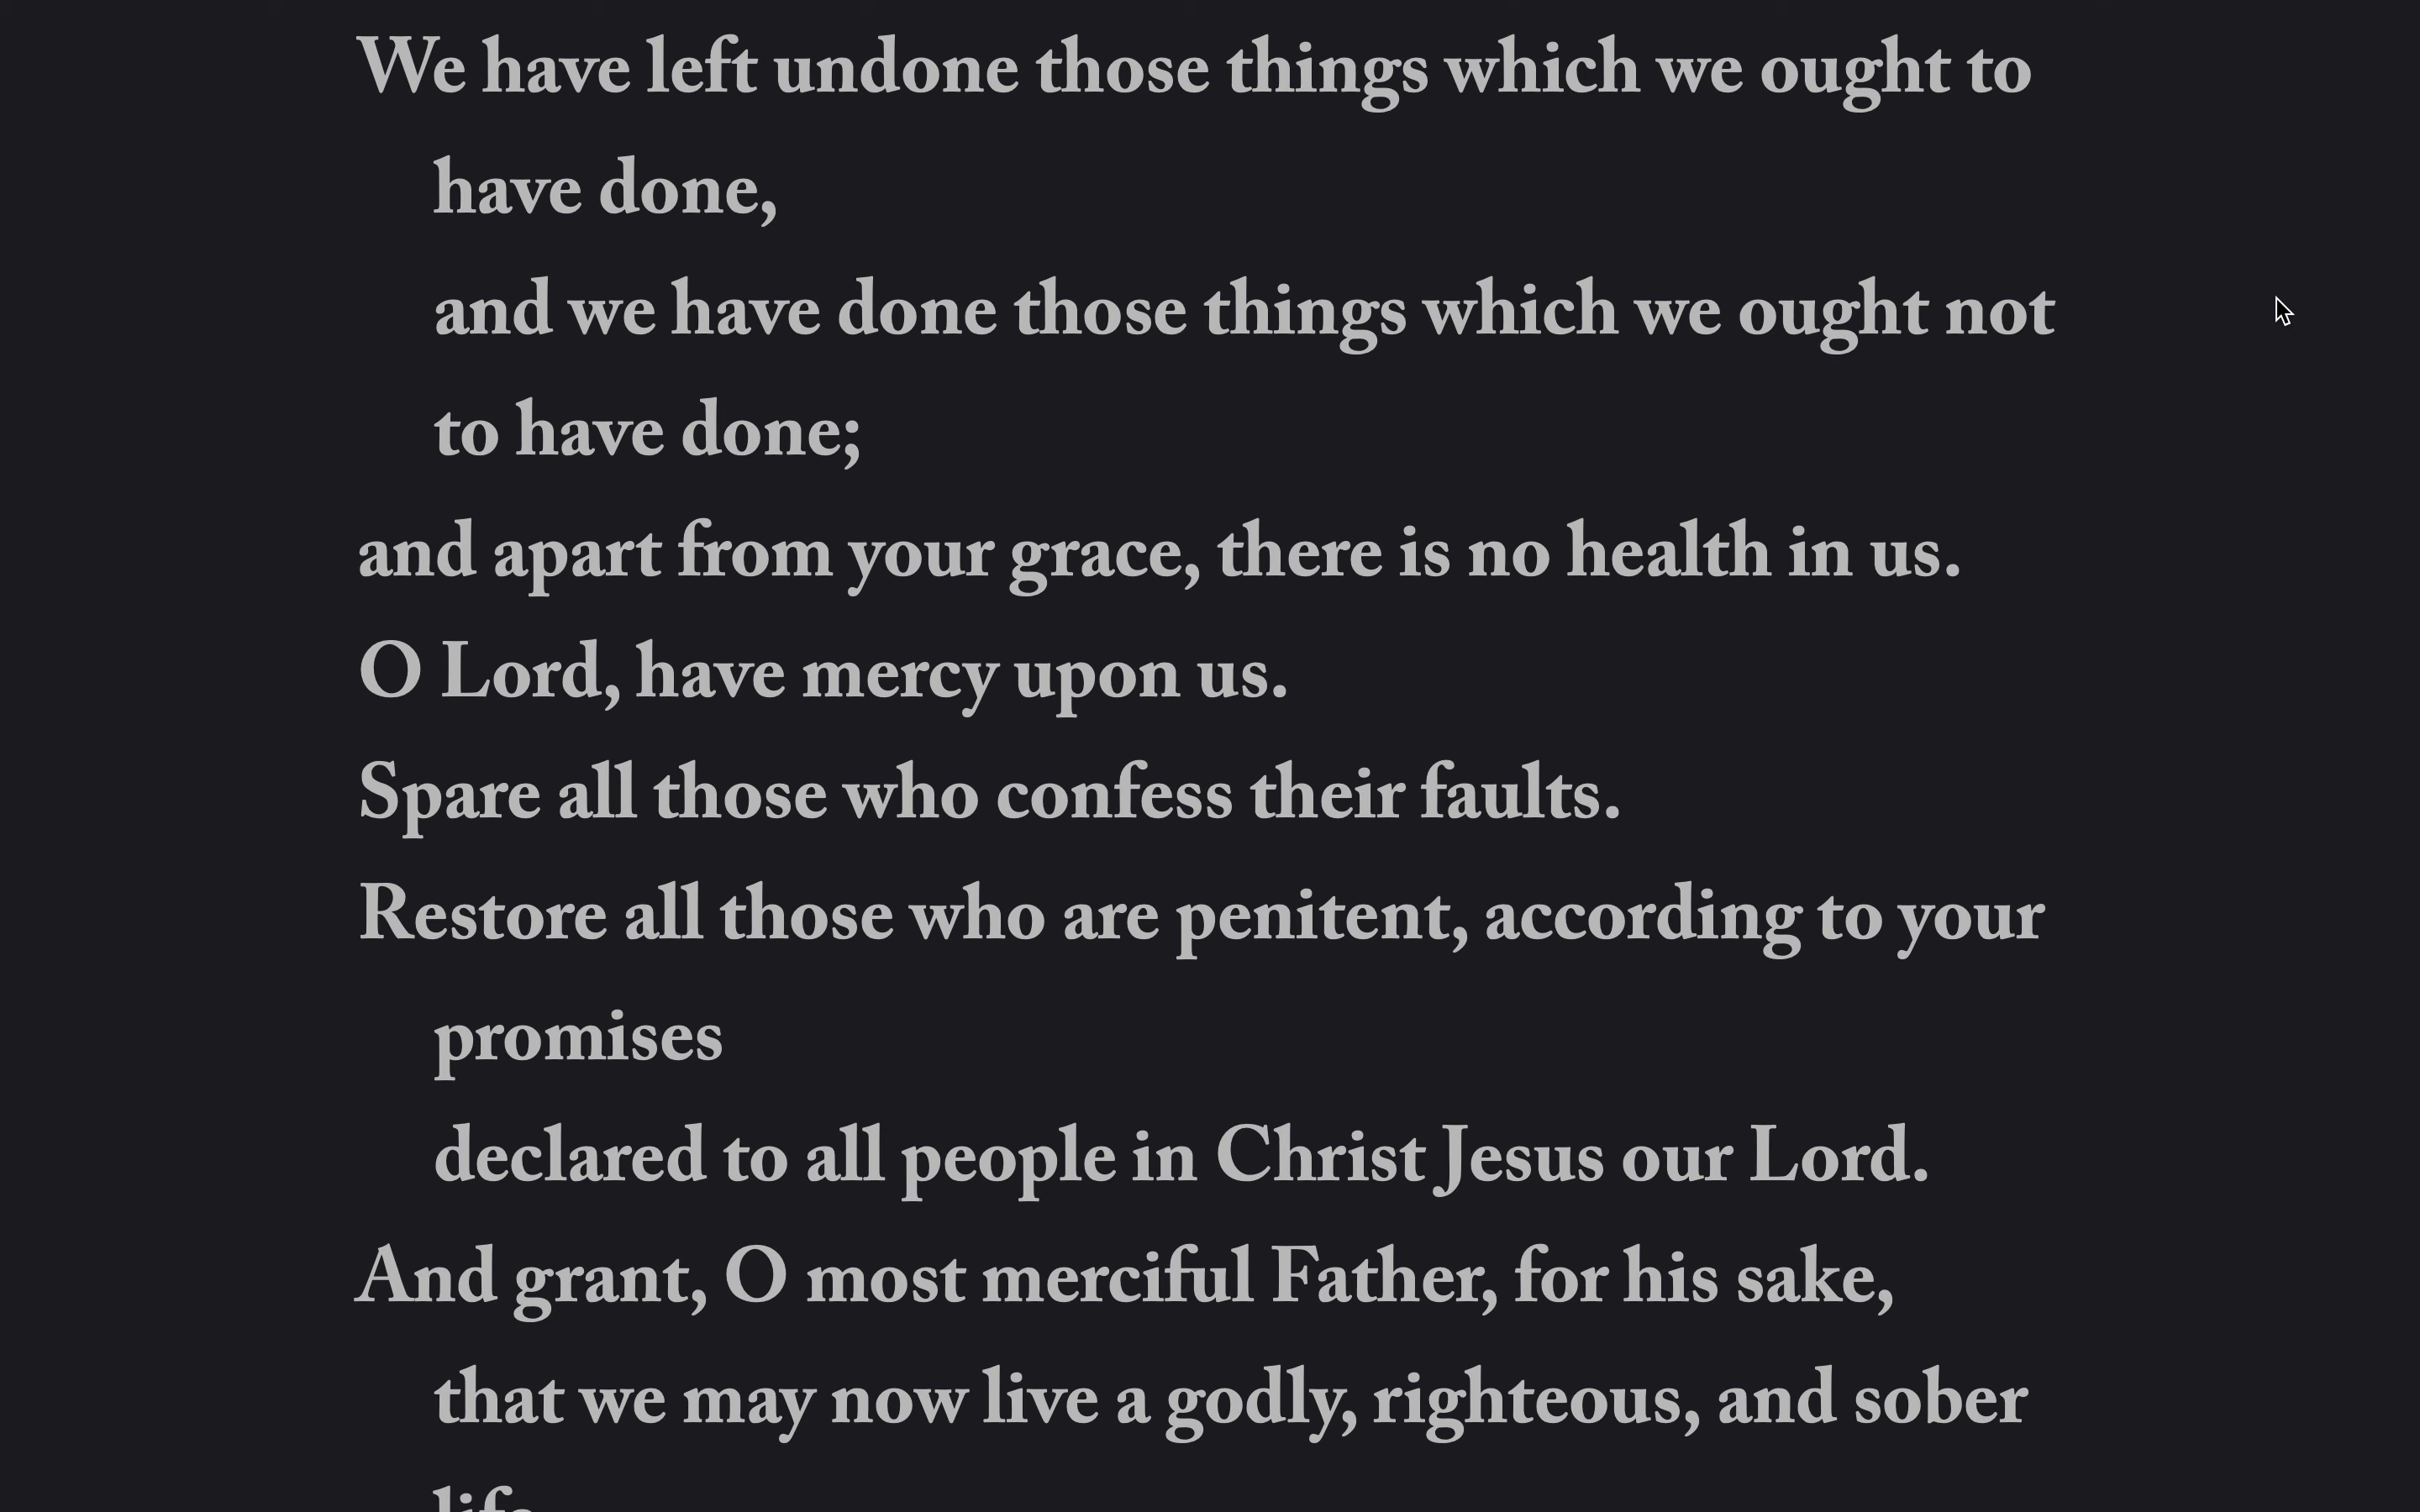 We have left undone those things which we ought to
have done,
and we have done those things which we ought not
to have done;
and apart from your grace, there is no health in us.
O Lord, have mercy upon us.
Spare all those who confess their faults.
Restore all those who are penitent, according to your
promises
declared to all people in Christ Jesus our Lord.
And grant, O most merciful Father, for his sake,
that we may now live a godly, righteous, and sober
life